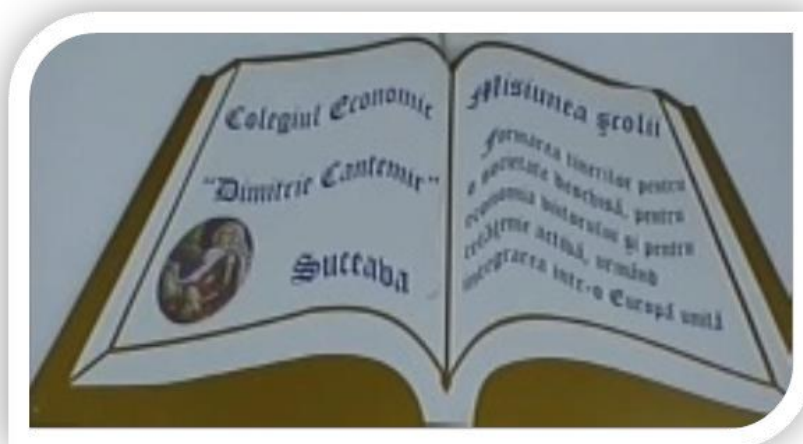 Colegiul Economic
"Dimitrie Cantemir"
Suceava
Misiunea școlii
Formarea tinerilor pentru
o societate deschisă, pentru
economia viitorului și pentru
cetățenie activă, urmând
integrarea intr-o Europă unită